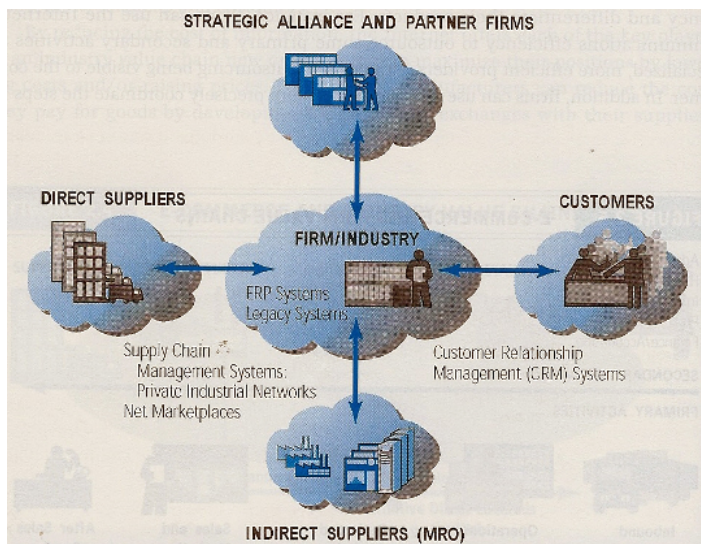 STRATEGIC ALLIANCE AND PARTNER FIRMS
DIRECT SUPPLIERS
CUSTOMERS
FIRM/INDUSTRY
ERP Systems
Legacy Systems
Supply Chain
Management Systems:
Private Industrial Networks
Net Marketplaces
Customer Relationship
Management (CRM) Systems
INDIRECT SUPPLIERS (MRO)